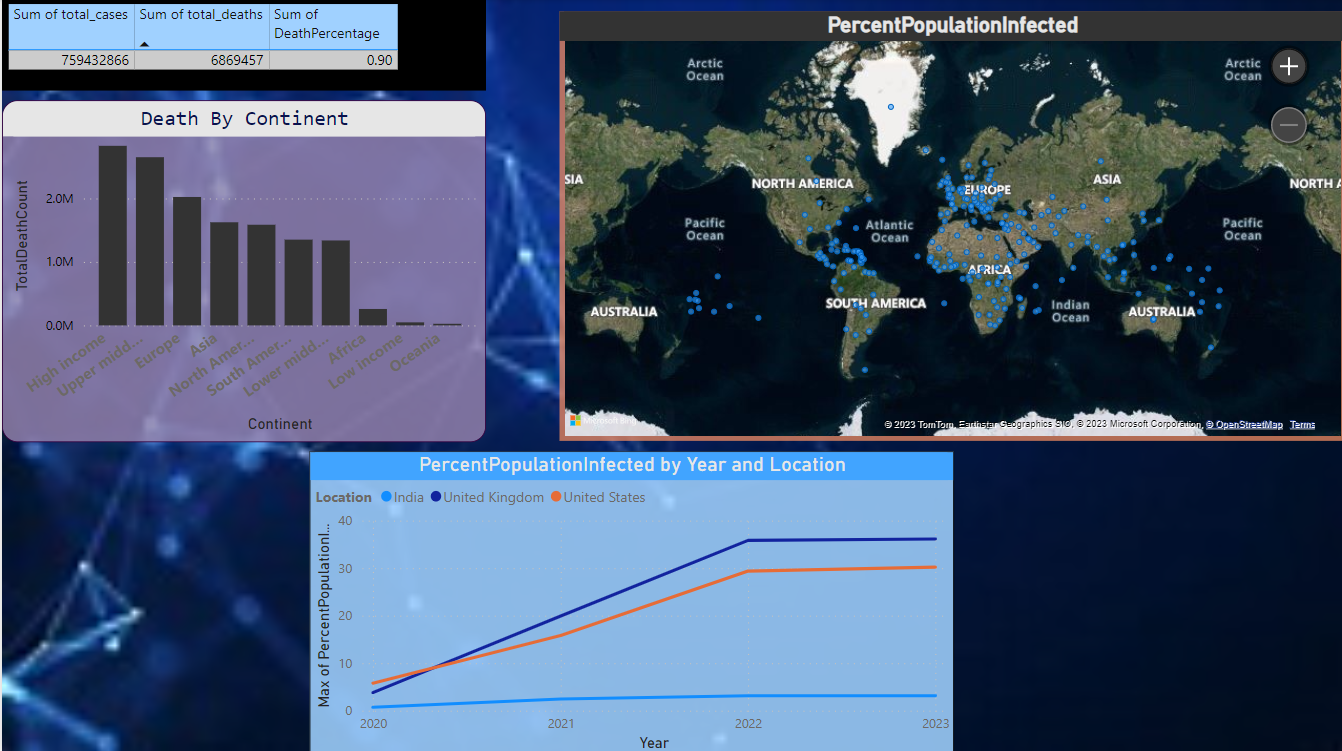 Sum of total_cases
Sum of total_deaths
Sum of
DeathPercentage
759432866
6869457
0.90
Death By Continent
TotalDeathCount
2.0M
1.0M
0.0M
High income
Upper midd...
Europe
Asia
North Amer...
South Amer...
Lower midd...
Africa
Low income
Oceania
Continent
PercentPopulationInfected
Arctic
Ocean
Arctic
Ocean
SIA
NORTH AMERICA
EUROPE
ASIA
NORTH A
Pacific
Ocean
Atlantic
Ocean
Pacific
Ocean
AFRICA
SOUTH AMERICA
Indian
Ocean
AUSTRALIA
AUSTRALIA
Microsoft Bing
© 2023 TomTom, Earthstar Geographics SIO, © 2023 Microsoft Corporation, © OpenStreetMap Terms
PercentPopulationInfected by Year and Location
Location India United Kingdom United States
Max of PercentPopulationI...
40
30
20
10
0
2020
2021
2022
2023
Year